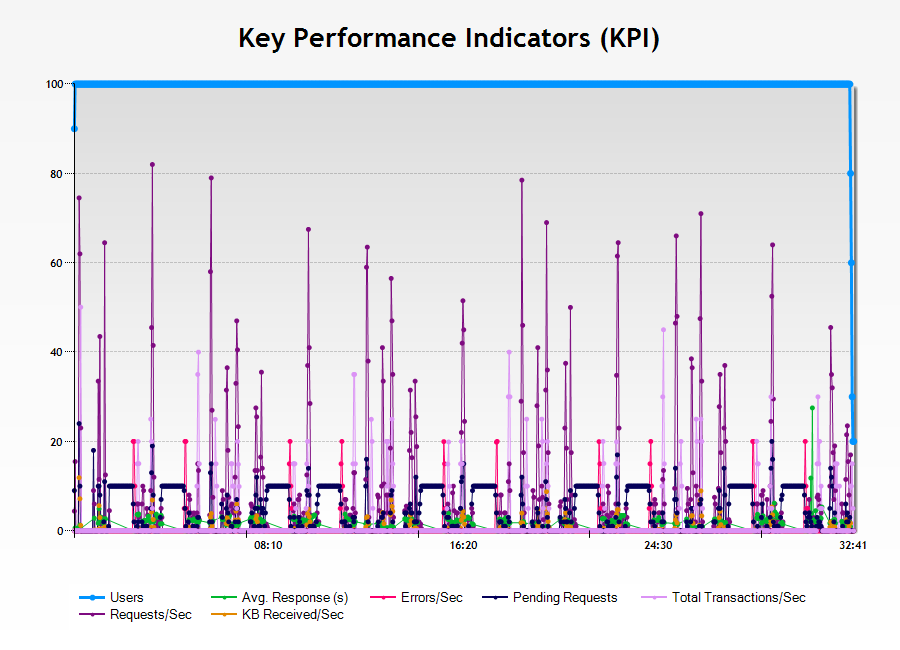 Key Performance Indicators (KPI)
100
80
60
40
20
0
08:10 16:20 24:30 32:41
Users Avg. Response (s) Errors/Sec Pending Requests Total Transactions/Sec
Requests/Sec KB Received/Sec